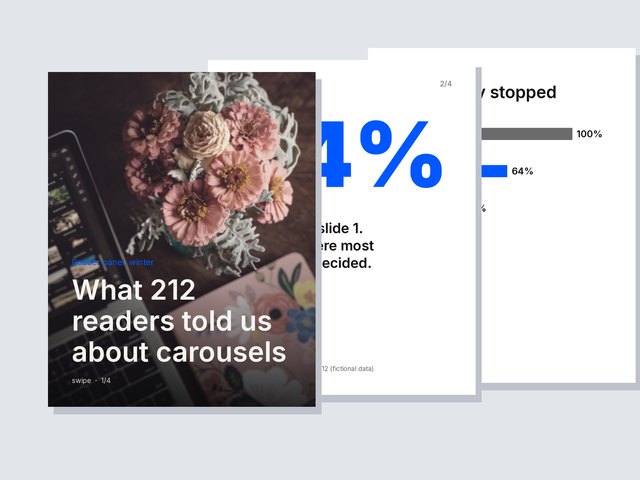 winter
What 212
readers told us
about carousels
swipe · 1/4
2/4
4%
slide 1.
ere most
ecided.
12 (fictional data)
y stopped
100%
64%
%